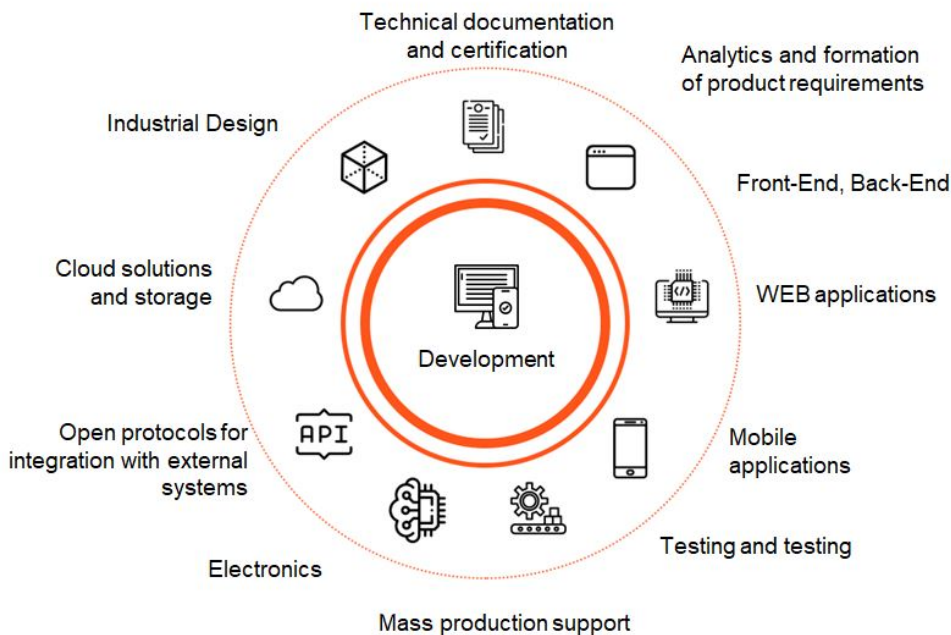 Technical documentation
and certification
Analytics and formation
of product requirements
Industrial Design
Front-End, Back-End
Cloud solutions
and storage
WEB applications
Development
Open protocols for
integration with external
systems
API
Mobile
applications
Testing and testing
Electronics
Mass production support